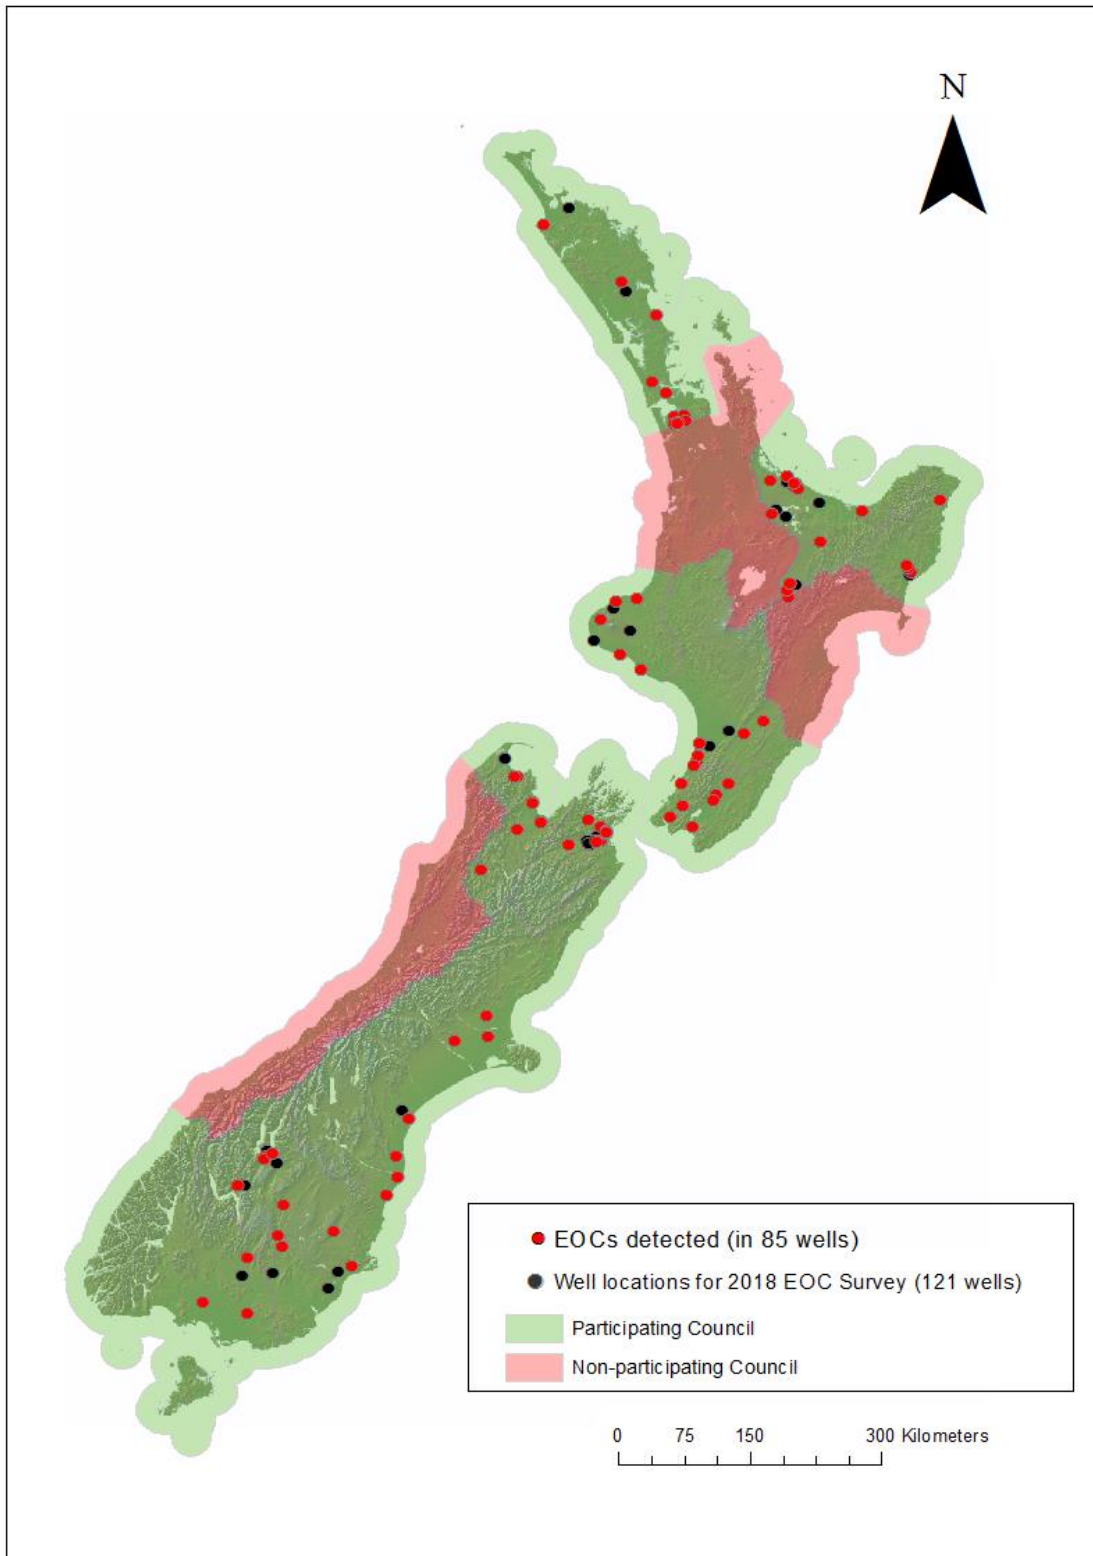 N
EOCs detected (in 85 wells)
Well locations for 2018 EOC Survey (121 wells)
Participating Council
Non-participating Council
0 75 150 300 Kilometers